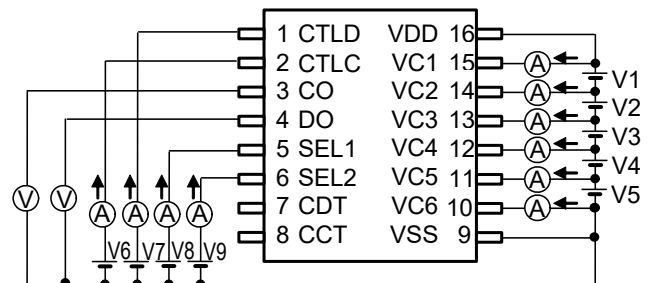 1 CTLD VDD 16
2 CTLC VC1 15
3 CO VC2 14
4 DO VC3 13
5 SEL1 VC4 12
6 SEL2 VC5 11
7 CDT VC6 10
8 CCT VSS 9
A
A
A
A
A
A
V1
V2
V3
V4
V5
V V
A A A A
V6 V7 V8 V9